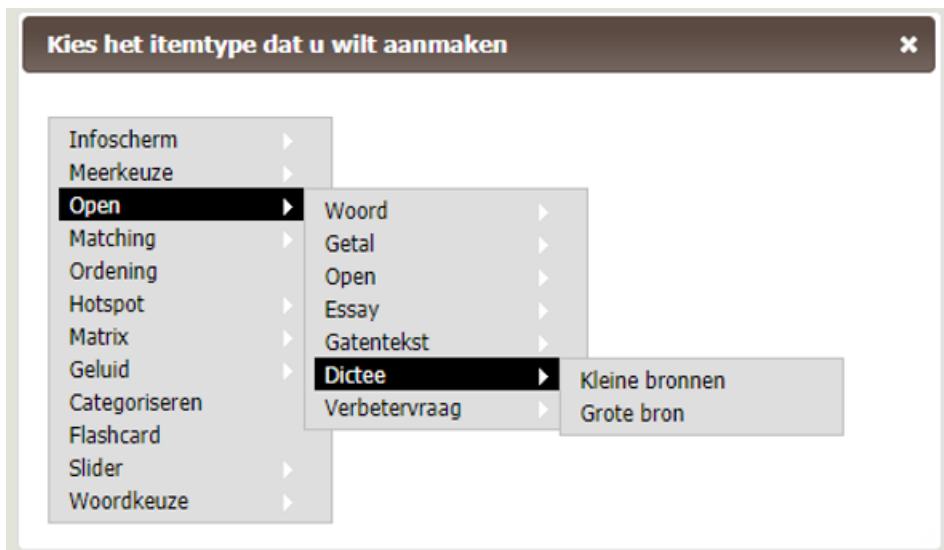 Kies het itemtype dat u wilt aanmaken
Infoscherm
Meerkeuze
Open
Matching
Ordening
Hotspot
Matrix
Geluid
Categoriseren
Flashcard
Slider
Woordkeuze
Woord
Getal
Open
Essay
Gatentekst
Dictee
Verbetervraag
Kleine bronnen
Grote bron